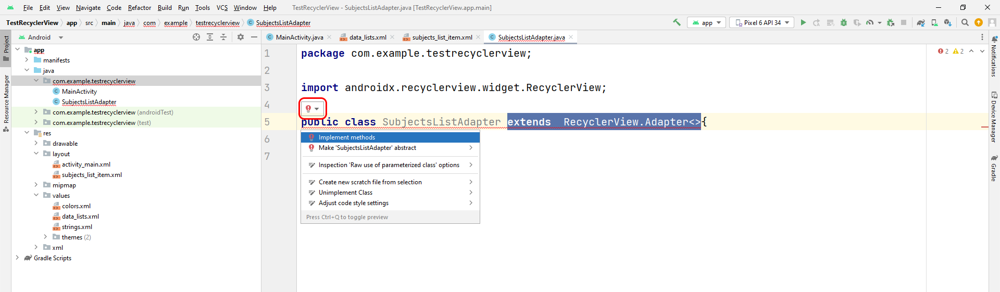 File Edit View Navigate Code Refactor Build Run Tools VCS Window Help TestRecyclerView - SubjectsListAdapter.java [TestRecyclerView.app.main]
TestRecyclerView app src main java com example testrecyclerview SubjectsListAdapter app Pixel 6 API 34
Project
Resource Manager
Android
app
manifests
java
com.example.testrecyclerview
MainActivity
SubjectsListAdapter
com.example.testrecyclerview (androidTest)
com.example.testrecyclerview (test)
res
drawable
layout
activity_main.xml
subjects_list_item.xml
mipmap
values
colors.xml
data_lists.xml
strings.xml
themes (2)
xml
Gradle Scripts
MainActivity.java data_lists.xml subjects_list_item.xml SubjectsListAdapter.java
1 package com.example.testrecyclerview;
2
3 import androidx.recyclerview.widget.RecyclerView;
4
5 public class SubjectsListAdapter extends  RecyclerView.Adapter<>{
6
7
2 2
Implement methods
Make 'SubjectsListAdapter' abstract
Inspection 'Raw use of parameterized class' options
Create new scratch file from selection
Unimplement Class
Adjust code style settings
Press Ctrl+Q to toggle preview
Notifications
Device Manager
Gradle